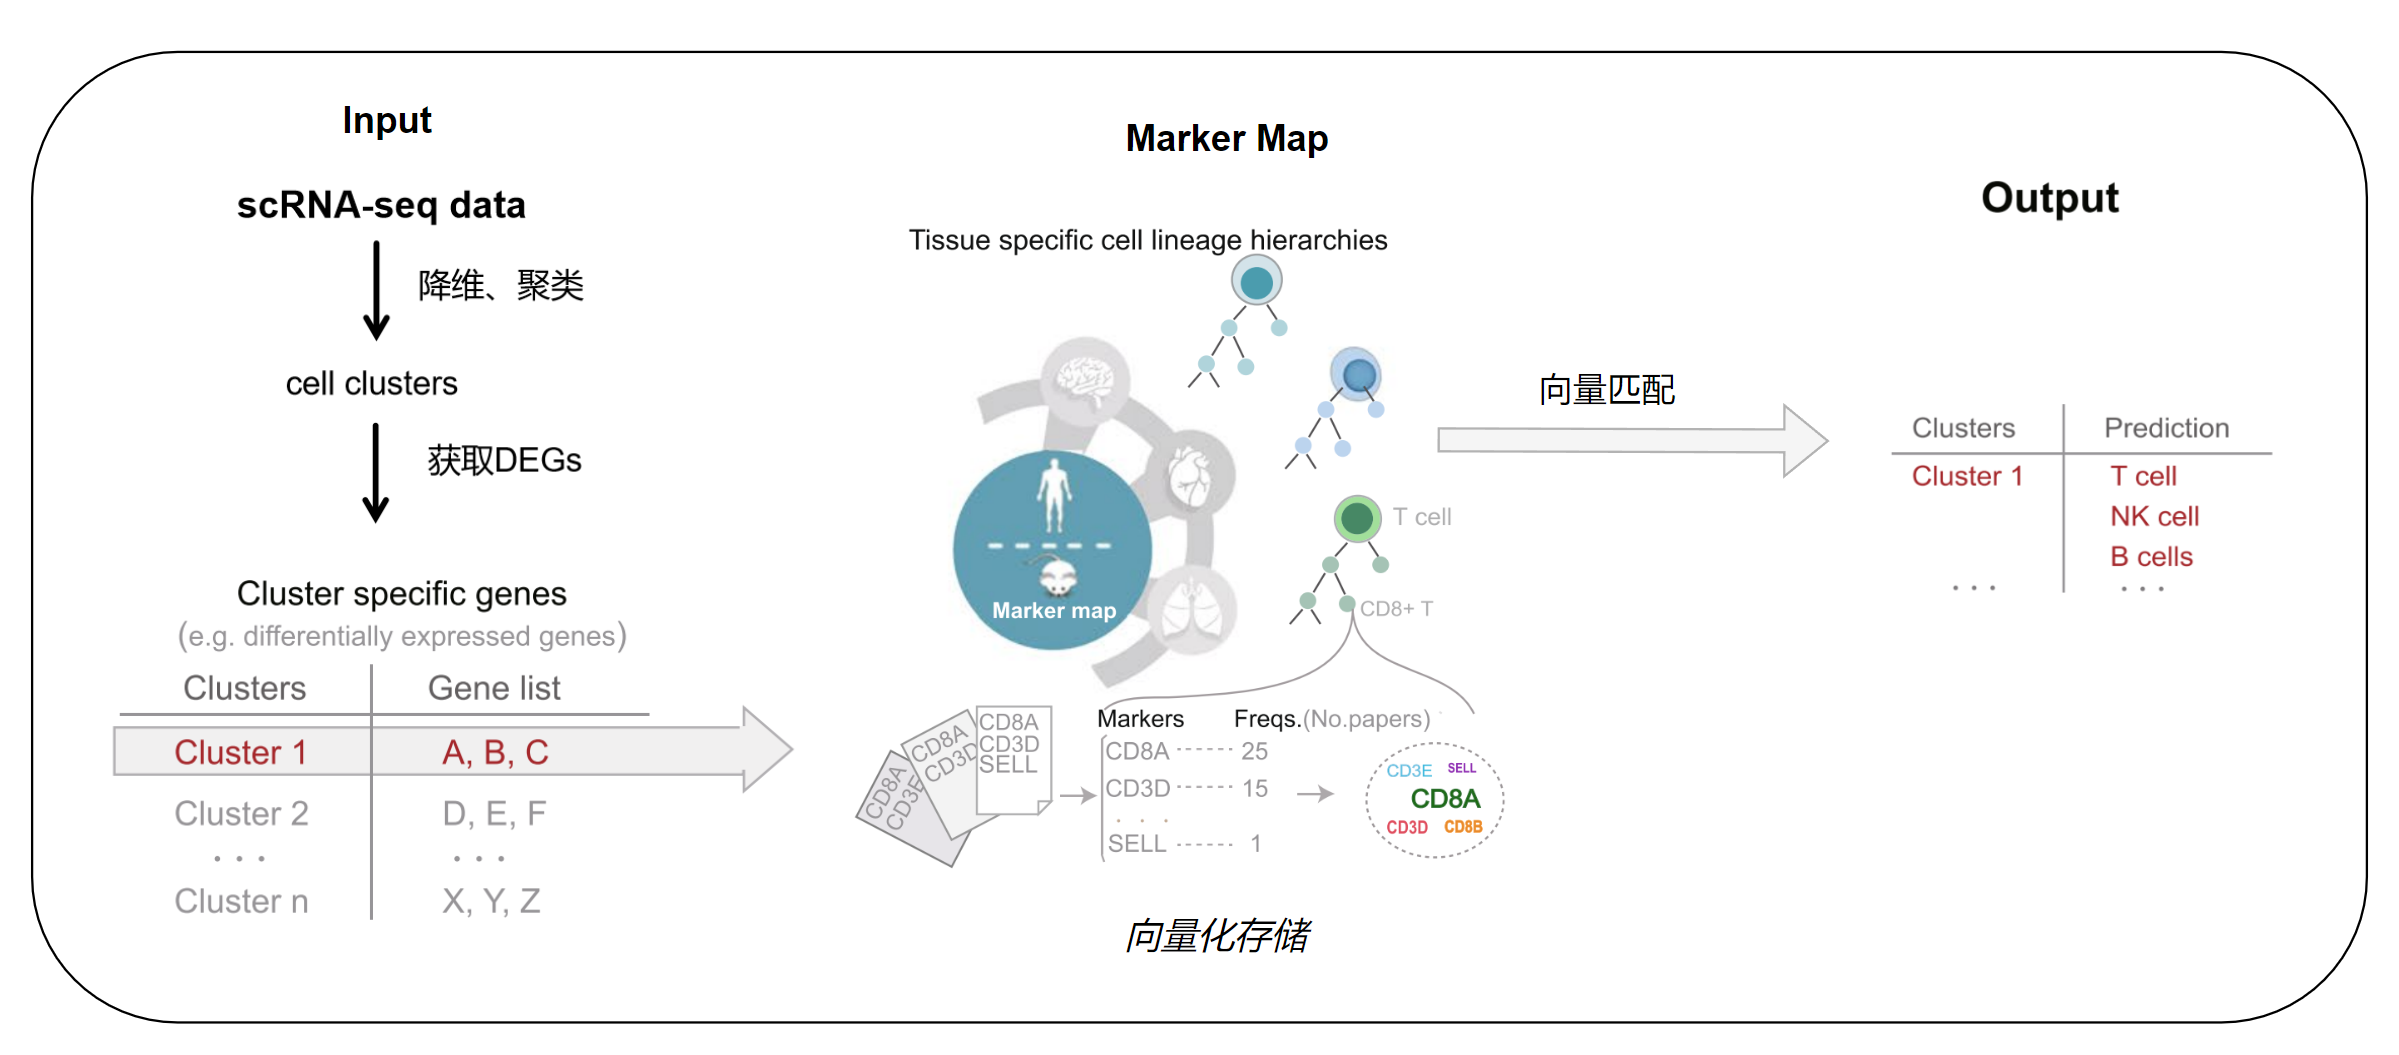 Input
scRNA-seq data
降维、聚类
cell clusters
获取DEGs
Cluster specific genes
(e.g. differentially expressed genes)
Clusters Gene list
Cluster 1 A, B, C
Cluster 2 D, E, F
... ...
Cluster n X, Y, Z
Marker Map
Tissue specific cell lineage hierarchies
Marker map
T cell
CD8+ T
CD8A
CD3E
CD8A
CD3D
CD8A
CD3D
SELL
Markers Freqs.(No.papers)
CD8A ------ 25
CD3D ------ 15
. . .
SELL ------ 1
CD3E SELL
CD8A
CD3D CD8B
向量化存储
向量匹配
Output
Clusters Prediction
Cluster 1 T cell
NK cell
B cells
... ...